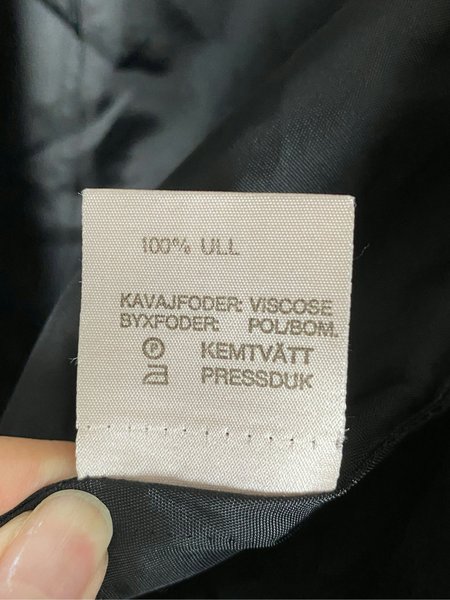 100% ULL
KAVAJFODER: VISCOSE
BYXFODER: POL/BOM.
P KEMTVÄTT
PRESSDUK